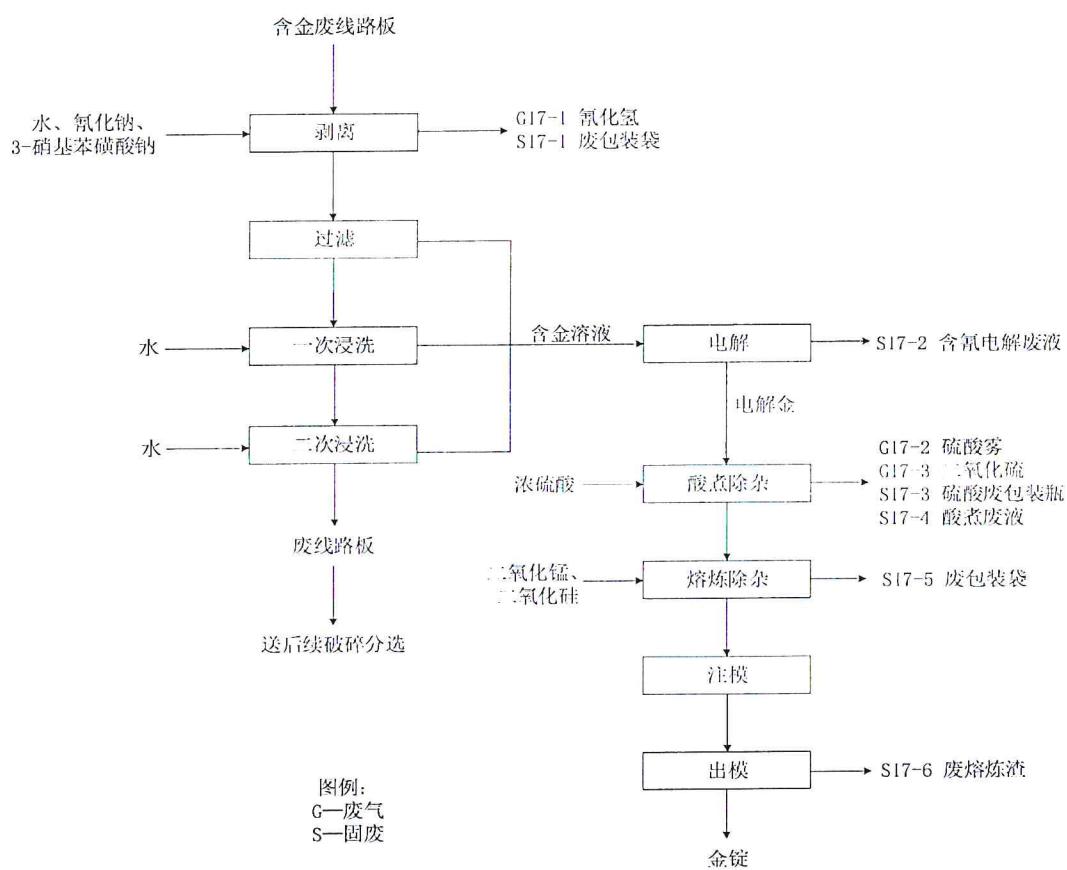 含金废线路板
水、氰化钠、
3-硝基苯磺酸钠
剥离
G17-1 氰化氢
S17-1 废包装袋
过滤
水
一次浸洗
含金溶液
电解
S17-2 含氰电解废液
电解金
水
二次浸洗
浓硫酸
酸煮除杂
G17-2 硫酸雾
G17-3 二氧化硫
S17-3 硫酸废包装瓶
S17-4 酸煮废液
废线路板
二氧化锰、
二氧化硅
熔炼除杂
S17-5 废包装袋
送后续破碎分选
注模
出模
S17-6 废熔炼渣
图例:
G—废气
S—固废
金锭